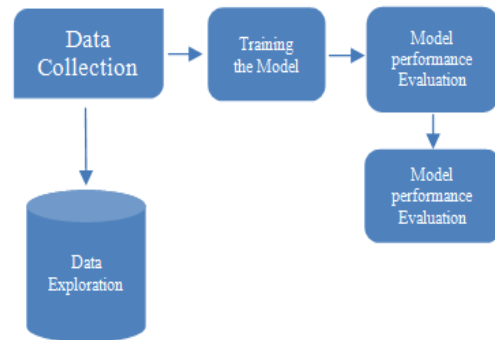 Data
Collection
Training
the Model
Model
performance
Evaluation
Model
performance
Evaluation
Data
Exploration